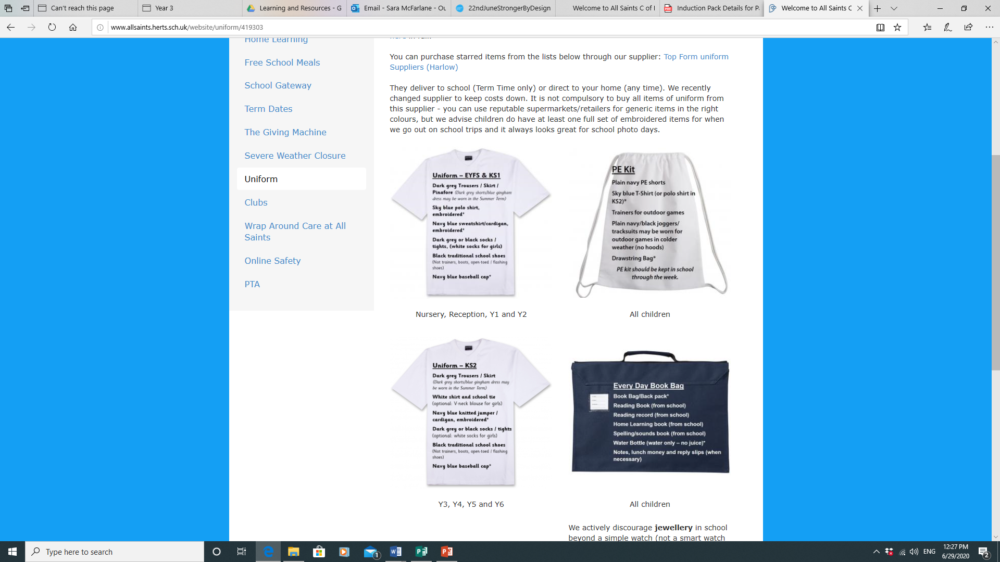 Can't reach this page
Year 3
Learning and Resources - G
Email - Sara McFarlane - Ou
22ndJuneStrongerByDesign
Welcome to All Saints C of
Induction Pack Details for P
Welcome to All Saints C
www.allsaints.herts.sch.uk/website/uniform/419303
Home Learning
Free School Meals
School Gateway
Term Dates
The Giving Machine
Severe Weather Closure
Uniform
Clubs
Wrap Around Care at All
Saints
Online Safety
PTA
You can purchase starred items from the lists below through our supplier: Top Form uniform
Suppliers (Harlow)
They deliver to school (Term Time only) or direct to your home (any time). We recently
changed supplier to keep costs down. It is not compulsory to buy all items of uniform from
this supplier - you can use reputable supermarkets/retailers for generic items in the right
colours, but we advise children do have at least one full set of embroidered items for when
we go out on school trips and it always looks great for school photo days.
Uniform – EYFS & KS1
Dark grey Trousers / Skirt /
Pinafore (Dark grey shorts/blue gingham
dress may be worn in the Summer Term)
Sky blue polo shirt,
embroidered*
Navy blue sweatshirt/cardigan,
embroidered*
Dark grey or black socks /
tights, (white socks for girls)
Black traditional school shoes
(Not trainers, boots, open-toed / flashing
shoes)
Navy blue baseball cap*
Nursery, Reception, Y1 and Y2
PE Kit
Plain navy PE shorts
Sky blue T-Shirt (or polo shirt in
KS2)*
Trainers for outdoor games
Plain navy/black joggers/
tracksuits may be worn for
outdoor games in colder
weather (no hoods)
Drawstring Bag*
PE kit should be kept in school
through the week.
All children
Uniform – KS2
Dark grey Trousers / Skirt
(Dark grey shorts/blue gingham dress may
be worn in the Summer Term)
White shirt and school tie
(optional: V-neck blouse for girls)
Navy blue knitted jumper /
cardigan, embroidered*
Dark grey or black socks / tights
(optional: white socks for girls)
Black traditional school shoes
(Not trainers, boots, open-toed / flashing
shoes)
Navy blue baseball cap*
Y3, Y4, Y5 and Y6
Every Day Book Bag
Book Bag/Back pack*
Reading Book (from school)
Reading record (from school)
Home Learning book (from school)
Spelling/sounds book (from school)
Water Bottle (water only – no juice)*
Notes, lunch money and reply slips (when
necessary)
All children
We actively discourage jewellery in school
beyond a simple watch (not a smart watch
Type here to search
1
ENG
12:27 PM
6/29/2020
2